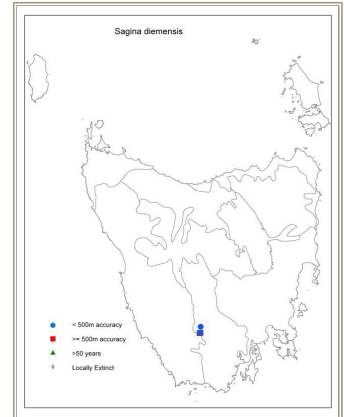 Sagina diemensis
< 500m accuracy
>= 500m accuracy
>50 years
Locally Extinct